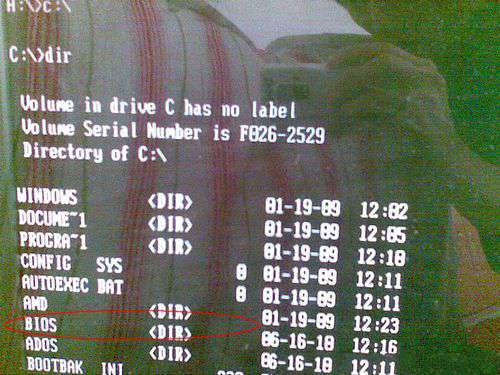 A:\>c:\
C:\>dir
Volume in drive C has no label
Volume Serial Number is F026-2529
Directory of C:\
WINDOWS <DIR> 01-19-09 12:02
DOCUME~1 <DIR> 01-19-09 12:05
PROGRA~1 <DIR> 01-19-09 12:10
CONFIG SYS 0 01-19-09 12:11
AUTOEXEC BAT 0 01-19-09 12:11
AMD <DIR> 01-19-09 12:23
BIOS <DIR> 06-16-10 12:16
ADOS <DIR> 06-16-10 12:11
BOOTBAK INI